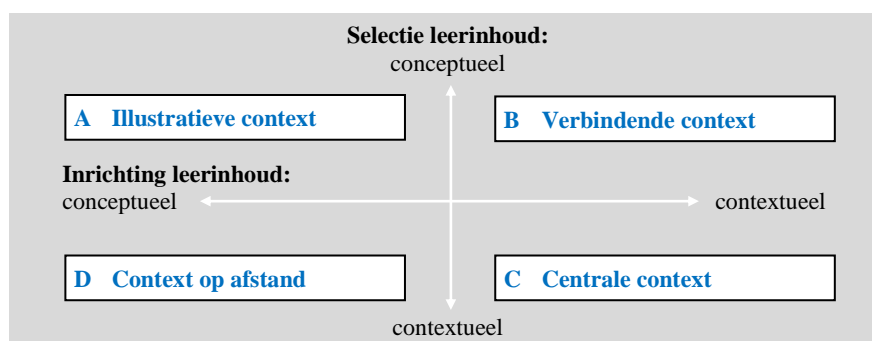 Selectie leerinhoud:
conceptueel
A Illustratieve context
B Verbindende context
Inrichting leerinhoud:
conceptueel
contextueel
D Context op afstand
C Centrale context
contextueel